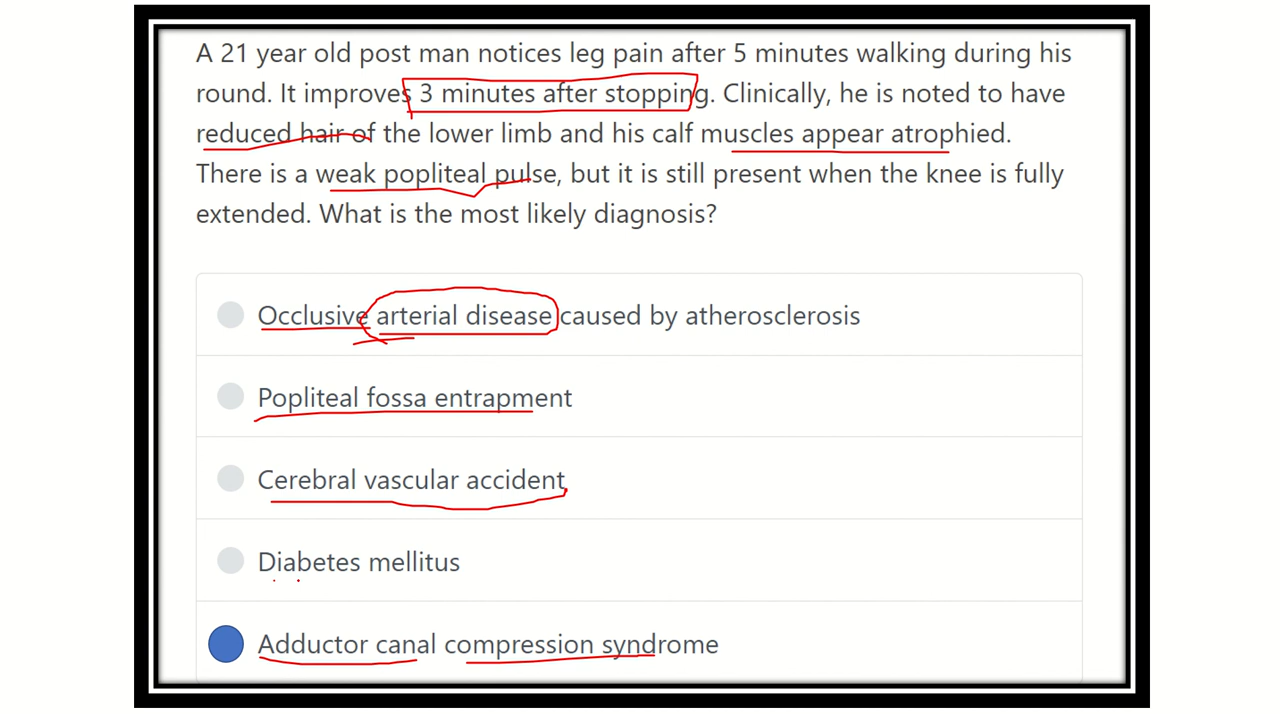 A 21 year old post man notices leg pain after 5 minutes walking during his
round. It improves 3 minutes after stopping. Clinically, he is noted to have
reduced hair of the lower limb and his calf muscles appear atrophied.
There is a weak popliteal pulse, but it is still present when the knee is fully
extended. What is the most likely diagnosis?
Occlusive arterial disease caused by atherosclerosis
Popliteal fossa entrapment
Cerebral vascular accident
Diabetes mellitus
Adductor canal compression syndrome